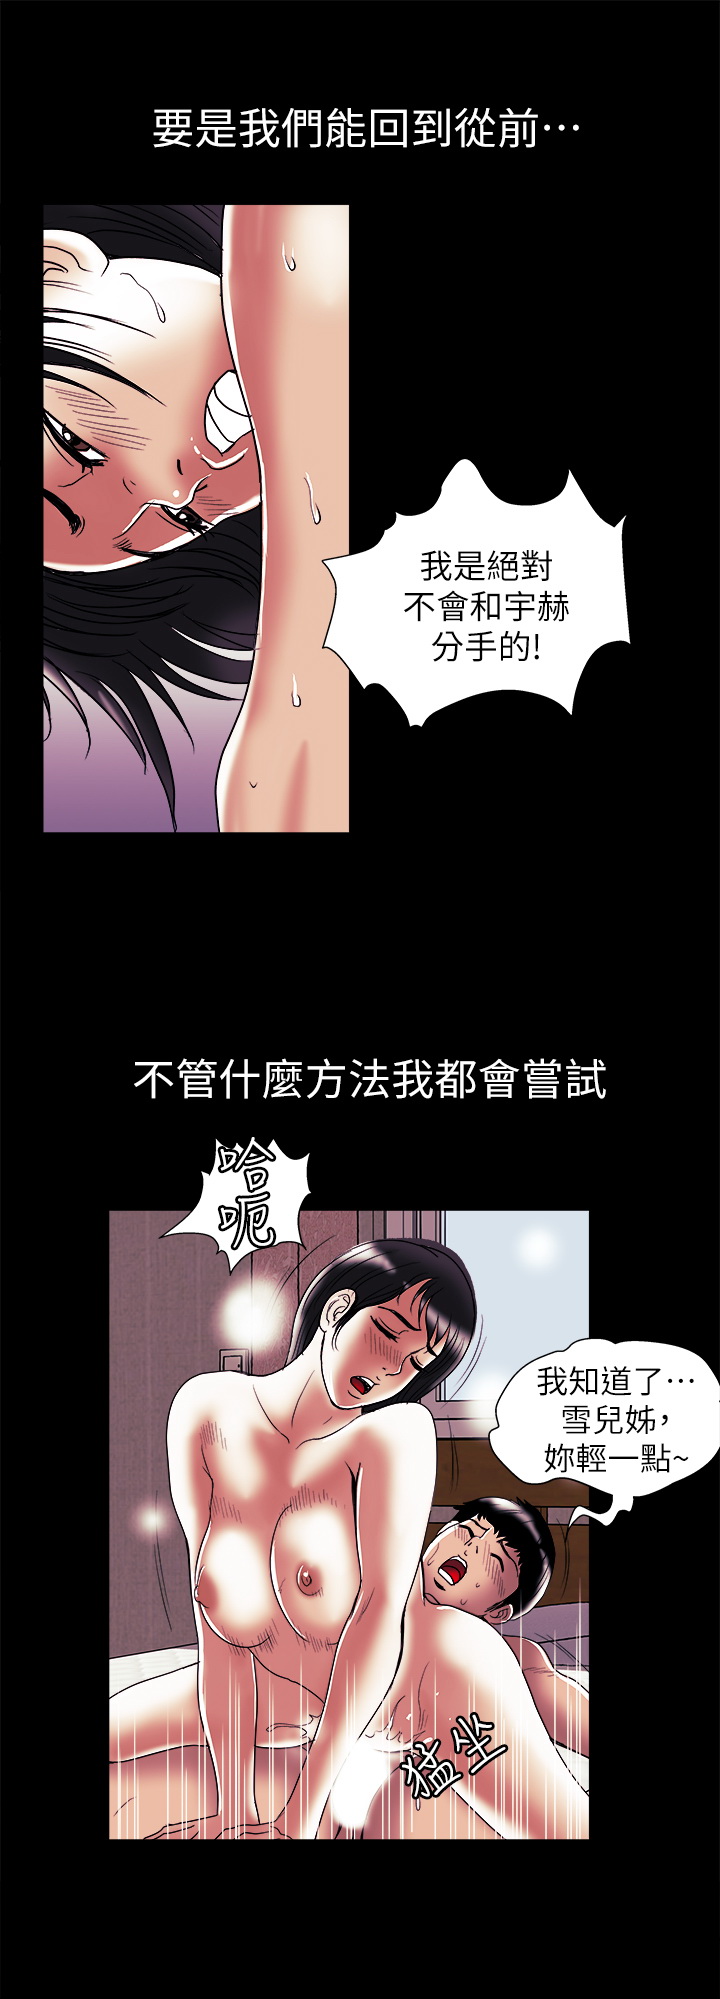 要是我們能回到從前…
我是絕對
不會和宇赫
分手的!
不管什麼方法我都會嘗試
哈
呃
我知道了…
雪兒姊,
妳輕一點~
猛坐